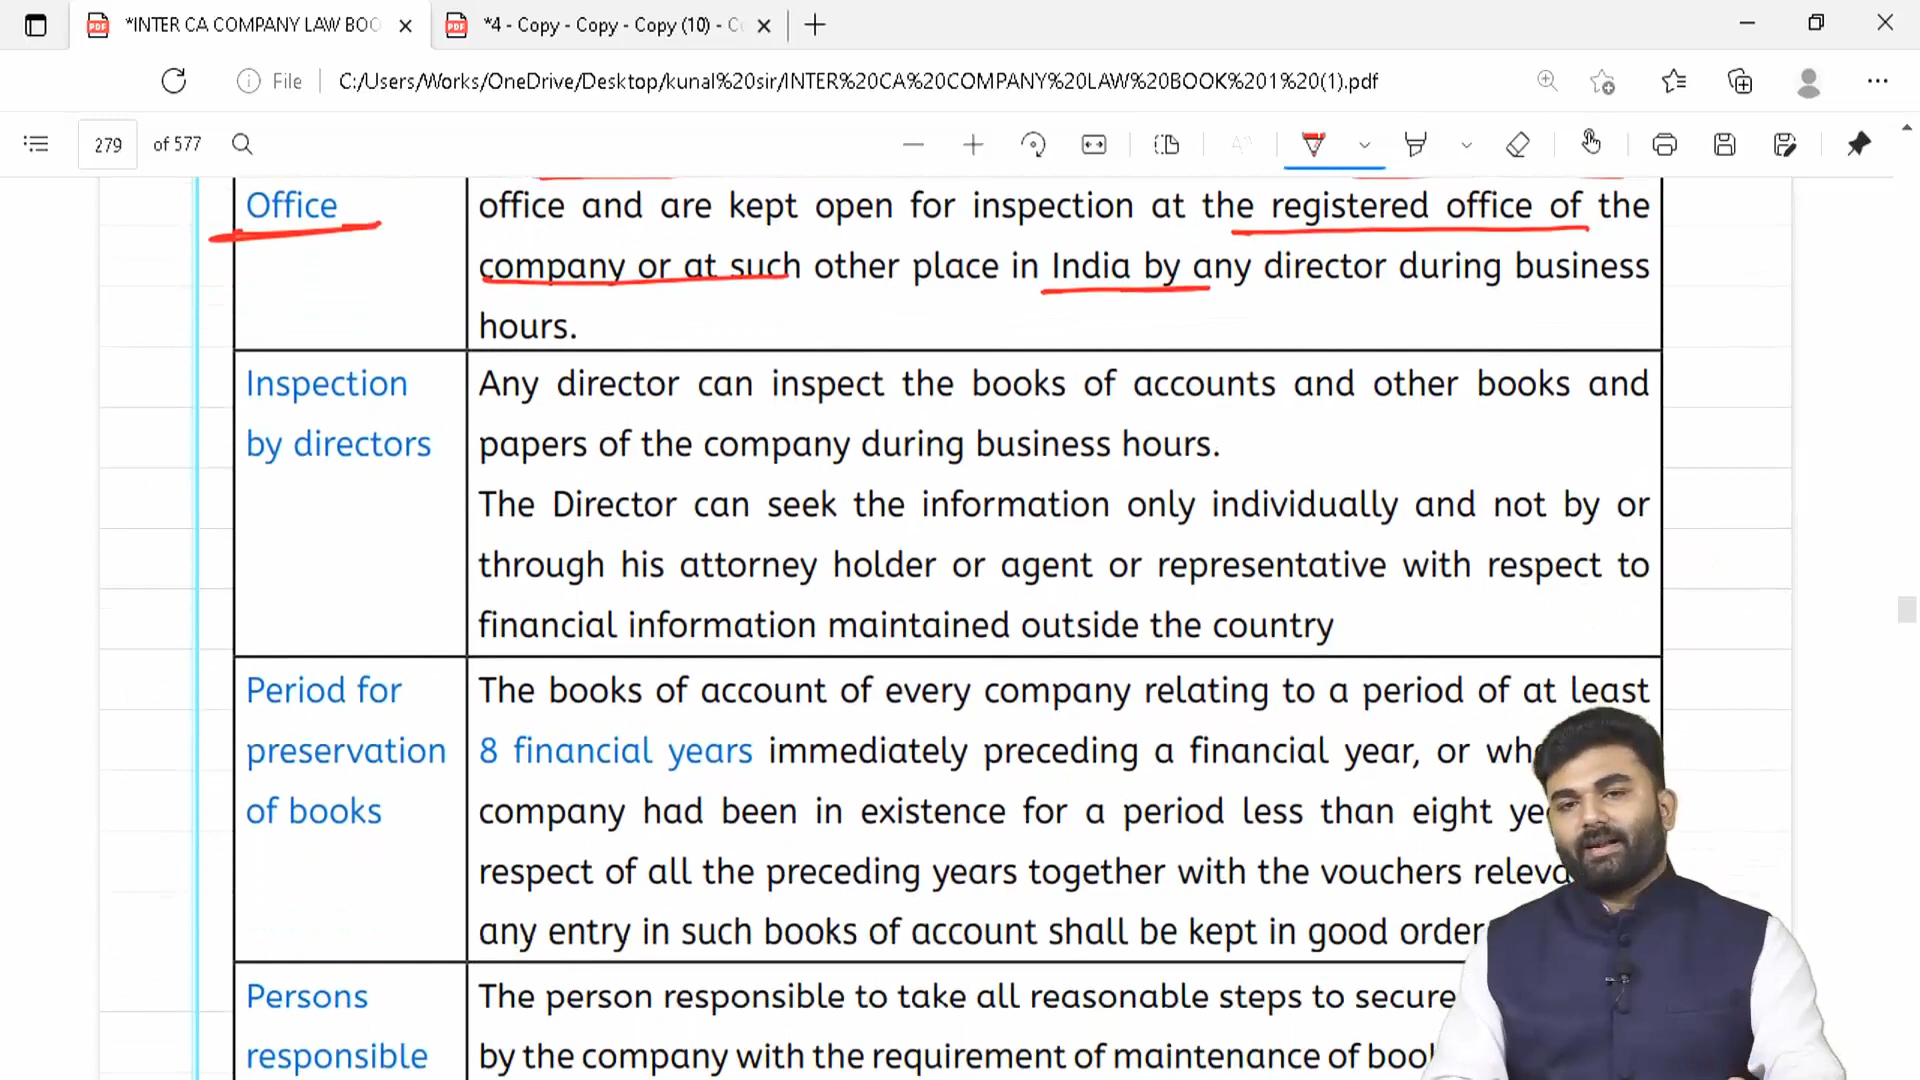 *INTER CA COMPANY LAW BOO
*4 - Copy - Copy - Copy (10) - C
File
C:/Users/Works/OneDrive/Desktop/kunal%20sir/INTER%20CA%20COMPANY%20LAW%20BOOK%201%20(1).pdf
279 of 577
Office
office and are kept open for inspection at the registered office of the
company or at such other place in India by any director during business
hours.
Inspection
by directors
Any director can inspect the books of accounts and other books and
papers of the company during business hours.
The Director can seek the information only individually and not by or
through his attorney holder or agent or representative with respect to
financial information maintained outside the country
Period for
preservation
of books
The books of account of every company relating to a period of at least
8 financial years immediately preceding a financial year, or
company had been in existence for a period less than eight
respect of all the preceding years together with the vouchers
any entry in such books of account shall be kept in good order
Persons
responsible
The person responsible to take all reasonable steps to secure
by the company with the requirement of maintenance of